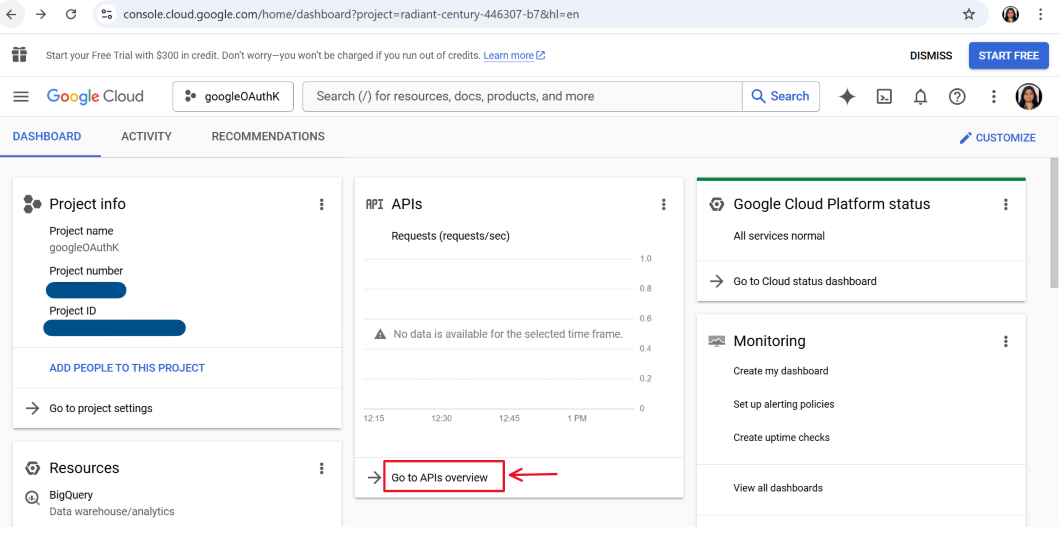 console.cloud.google.com/home/dashboard?project=radiant-century-446307-b7&hl=en
Start your Free Trial with $300 in credit. Don't worry—you won't be charged if you run out of credits. Learn more
DISMISS
START FREE
Google Cloud
googleOAuthK
Search (/) for resources, docs, products, and more
Search
DASHBOARD
ACTIVITY
RECOMMENDATIONS
CUSTOMIZE
Project info
Project name
googleOAuthK
Project number
Project ID
ADD PEOPLE TO THIS PROJECT
Go to project settings
Resources
BigQuery
Data warehouse/analytics
API APIs
Requests (requests/sec)
1.0
0.8
0.6
No data is available for the selected time frame.
0.4
0.2
0
12:15
12:30
12:45
1 PM
Go to APIs overview
Google Cloud Platform status
All services normal
Go to Cloud status dashboard
Monitoring
Create my dashboard
Set up alerting policies
Create uptime checks
View all dashboards